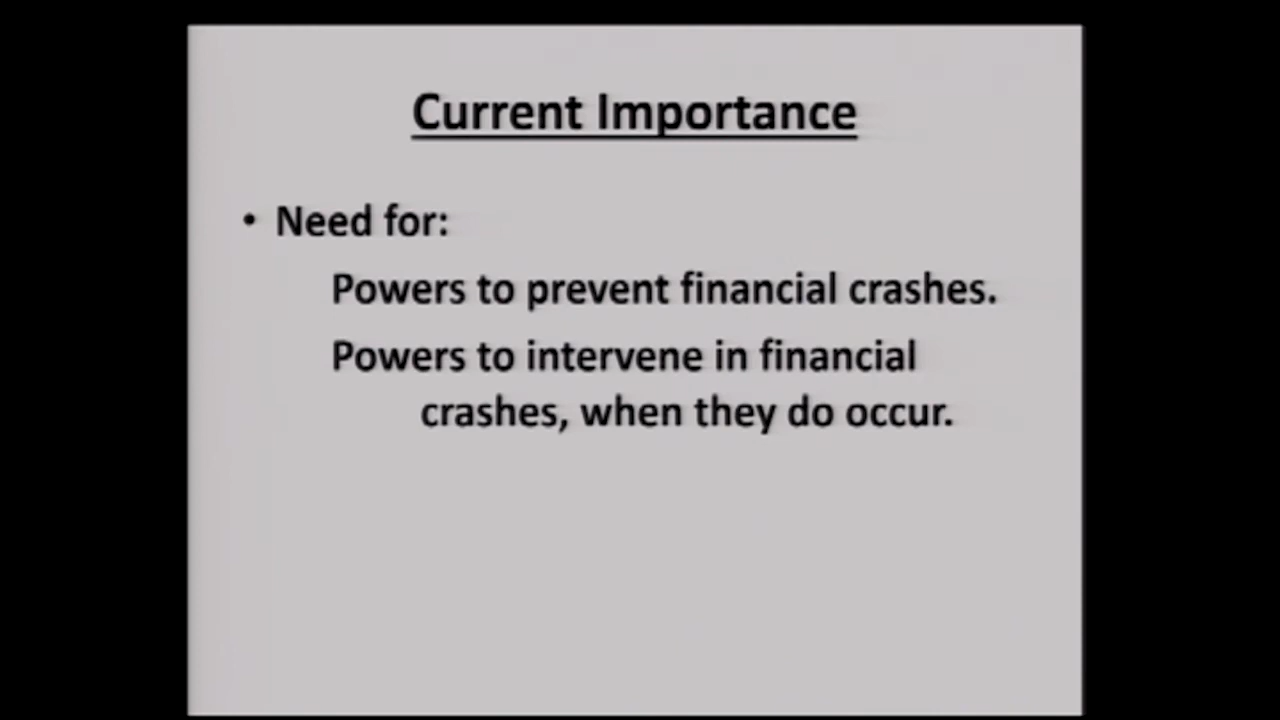 Current Importance
• Need for:
Powers to prevent financial crashes.
Powers to intervene in financial
crashes, when they do occur.